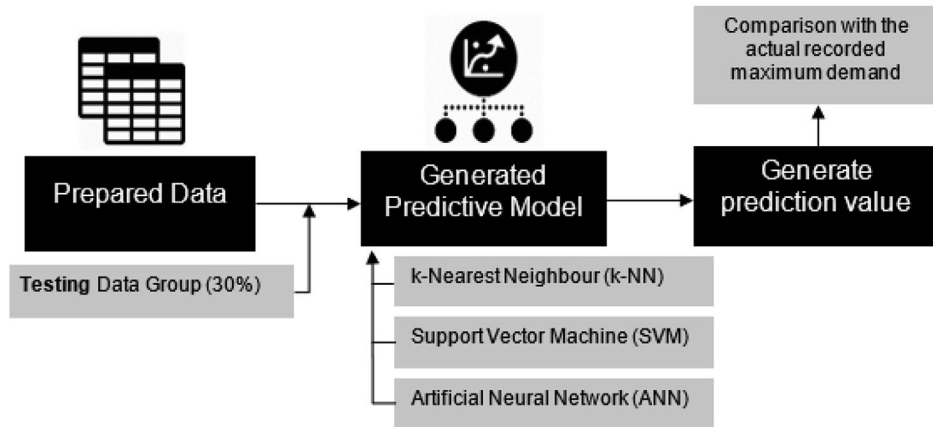 Comparison with the
actual recorded
maximum demand
Prepared Data
Generated
Predictive Model
Generate
prediction value
Testing Data Group (30%)
k-Nearest Neighbour (k-NN)
Support Vector Machine (SVM)
Artificial Neural Network (ANN)